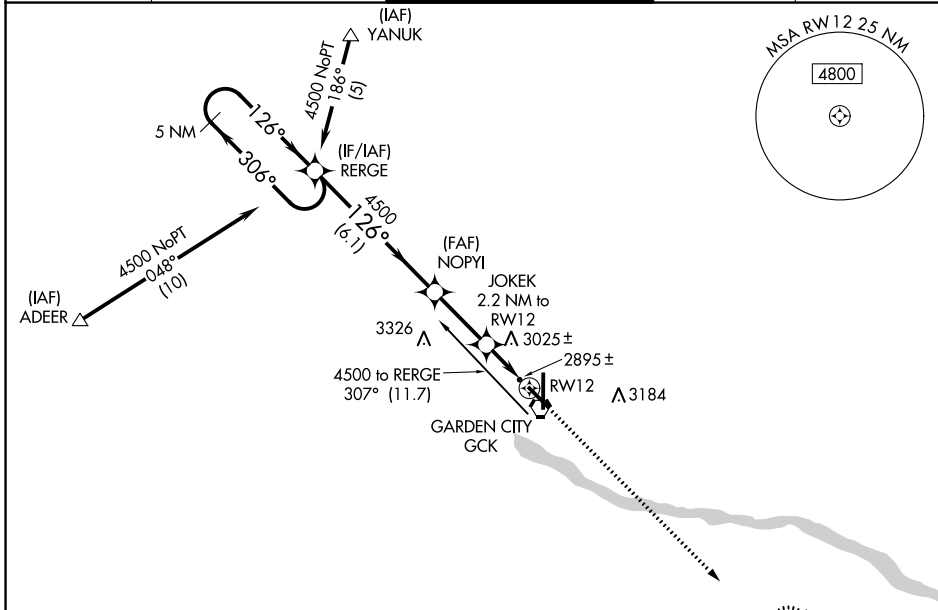 (IAF)
YANUK
MSA RW12 25 NM
4800
4500 NoPT
186°
(5)
5 NM
126°
306°
(IF/IAF)
RERGE
4500
126°
(6.1)
4500 NoPT
048°
(10)
(IAF)
ADEER
(FAF)
NOPYI
JOKEK
2.2 NM to
RW12
3326
3025±
2895±
4500 to RERGE
307° (11.7)
RW12
3184
GARDEN CITY
GCK